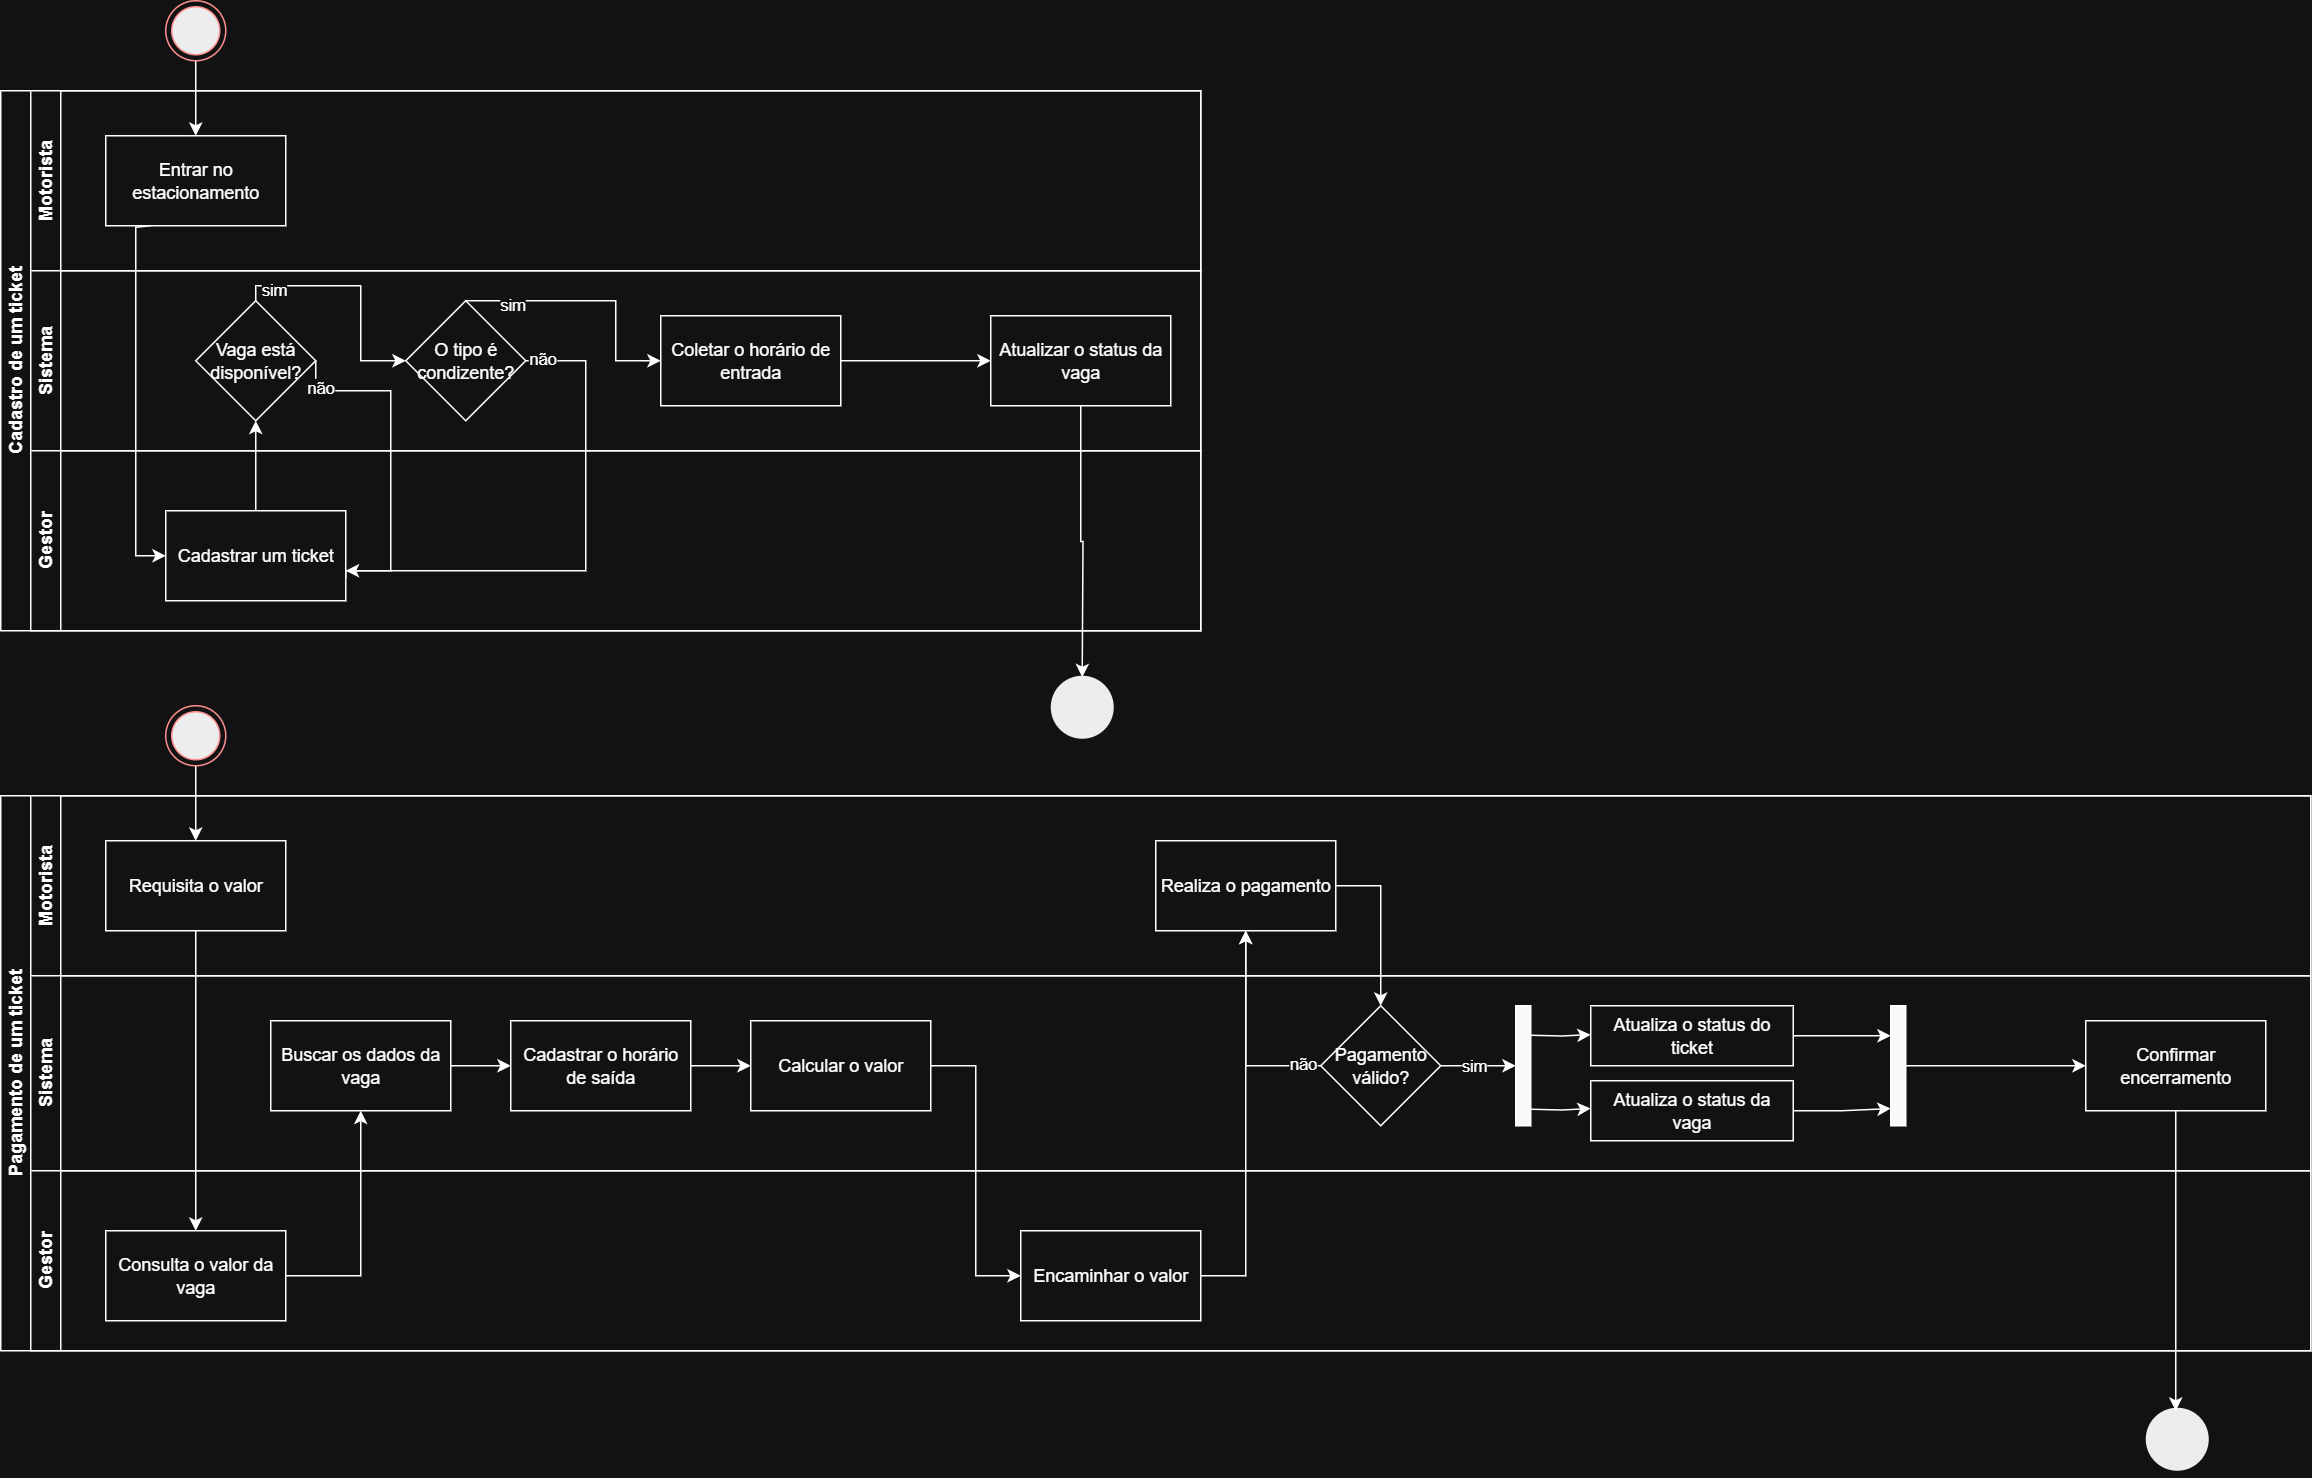 Cadastro de um ticket
Motorista
Entrar no
estacionamento
Sistema
sim
Vaga está
disponível?
não
sim
O tipo é
condizente?
não
Coletar o horário de
entrada
Atualizar o status da
vaga
Gestor
Cadastrar um ticket
Pagamento de um ticket
Motorista
Requisita o valor
Realiza o pagamento
Sistema
Buscar os dados da
vaga
Cadastrar o horário
de saída
Calcular o valor
não
Pagamento
válido?
sim
Atualiza o status do
ticket
Atualiza o status da
vaga
Confirmar
encerramento
Gestor
Consulta o valor da
vaga
Encaminhar o valor